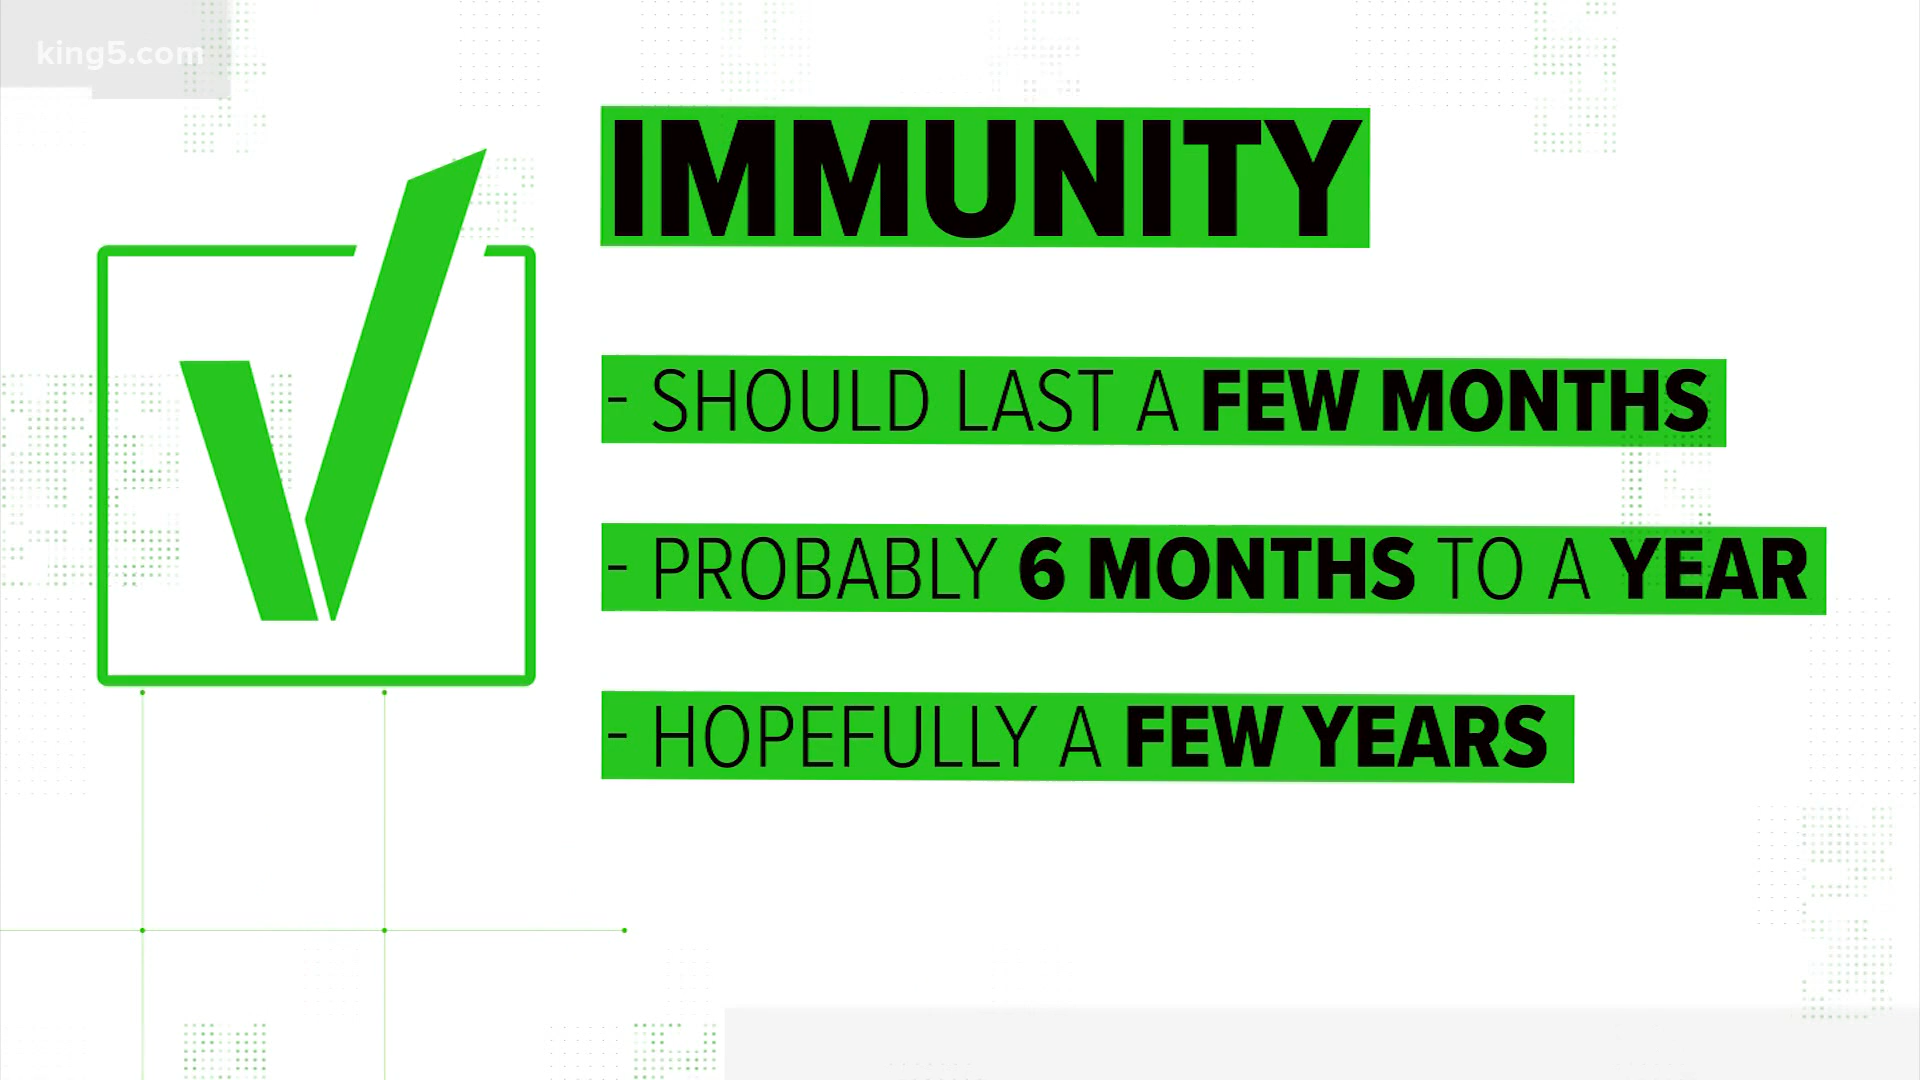 king5.com
IMMUNITY
- SHOULD LAST A FEW MONTHS
- PROBABLY 6 MONTHS TO A YEAR
- HOPEFULLY A FEW YEARS